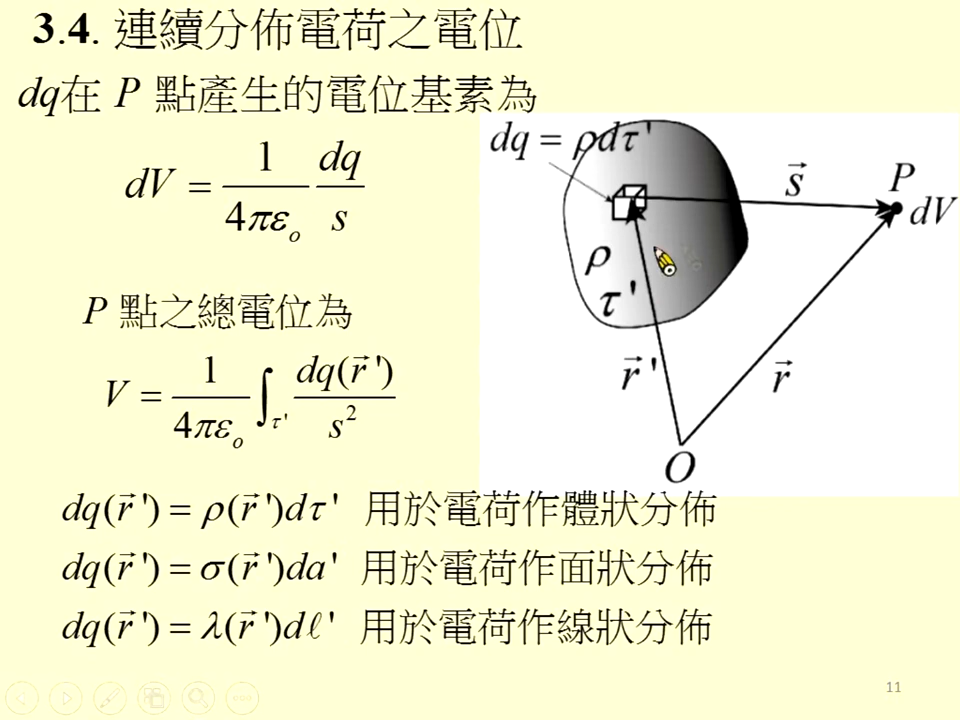 3.4. 連續分佈電荷之電位
dq在 P 點產生的電位基素為
dV = 1/4πε₀ dq/s
P 點之總電位為
V = 1/4πε₀ ∫τ' dq(r⃗')/s²
dq = ρdτ'
s⃗
P
dV
ρ
τ'
r⃗'
r⃗
O
dq(r⃗') = ρ(r⃗')dτ' 用於電荷作體狀分佈
dq(r⃗') = σ(r⃗')da' 用於電荷作面狀分佈
dq(r⃗') = λ(r⃗')dℓ' 用於電荷作線狀分佈
11